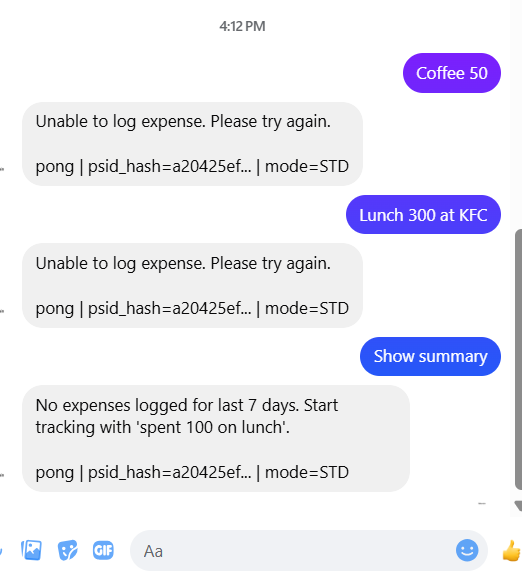 4:12 PM
Coffee 50
Unable to log expense. Please try again.
pong | psid_hash=a20425ef... | mode=STD
Lunch 300 at KFC
Unable to log expense. Please try again.
pong | psid_hash=a20425ef... | mode=STD
Show summary
No expenses logged for last 7 days. Start
tracking with 'spent 100 on lunch'.
pong | psid_hash=a20425ef... | mode=STD
GIF
Aa